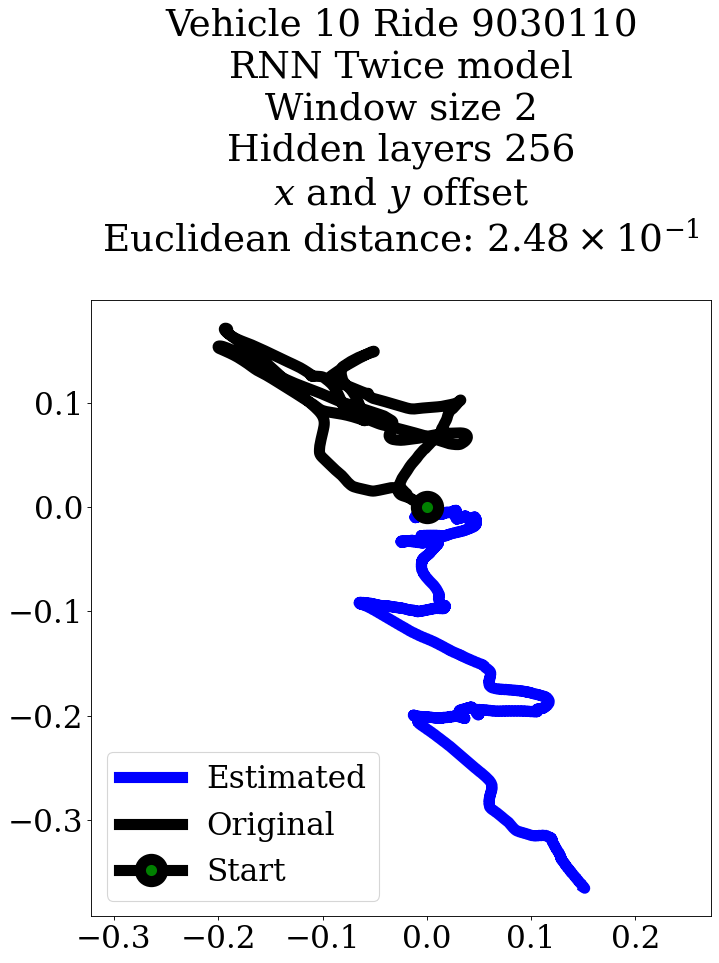 Vehicle 10 Ride 9030110
RNN Twice model
Window size 2
Hidden layers 256
x and y offset
Euclidean distance: 2.48 × 10⁻¹
0.1
0.0
−0.1
−0.2
−0.3
Estimated
Original
Start
−0.3 −0.2 −0.1 0.0 0.1 0.2